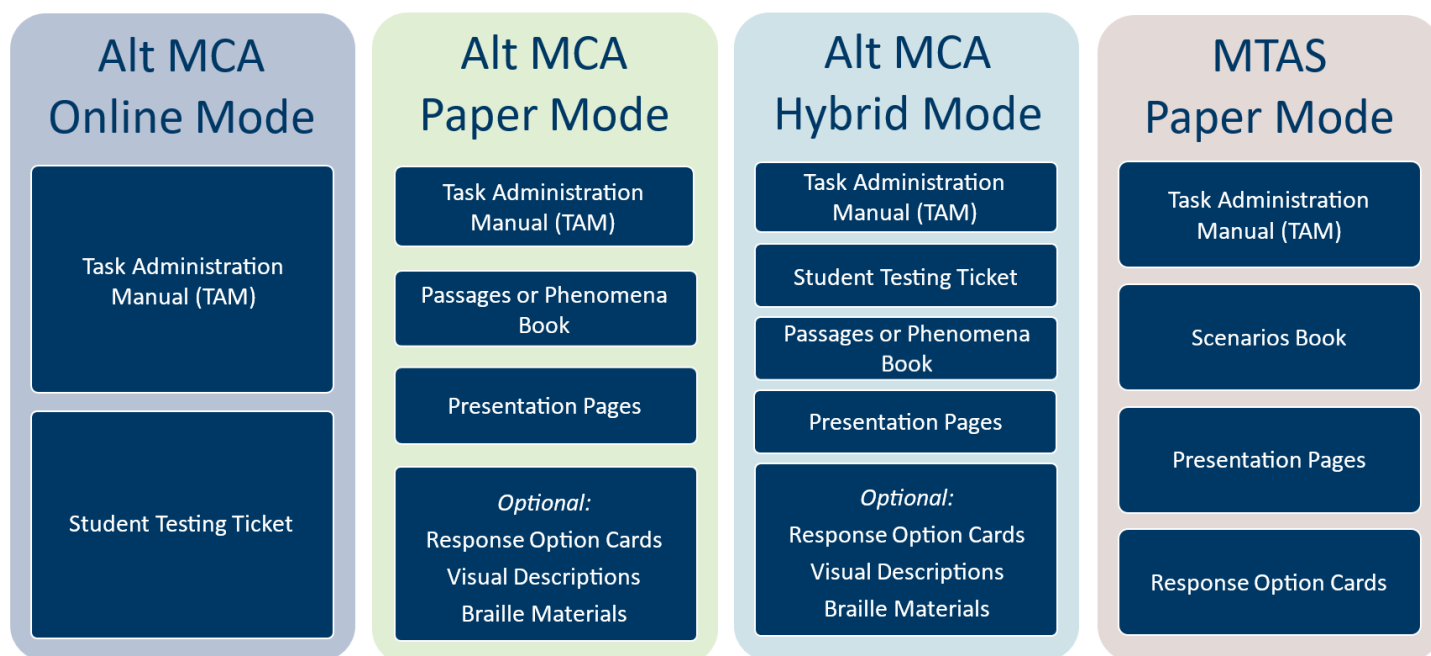 Alt MCA
Online Mode
Task Administration
Manual (TAM)
Student Testing Ticket
Alt MCA
Paper Mode
Task Administration
Manual (TAM)
Passages or Phenomena
Book
Presentation Pages
Optional:
Response Option Cards
Visual Descriptions
Braille Materials
Alt MCA
Hybrid Mode
Task Administration
Manual (TAM)
Student Testing Ticket
Passages or Phenomena
Book
Presentation Pages
Optional:
Response Option Cards
Visual Descriptions
Braille Materials
MTAS
Paper Mode
Task Administration
Manual (TAM)
Scenarios Book
Presentation Pages
Response Option Cards